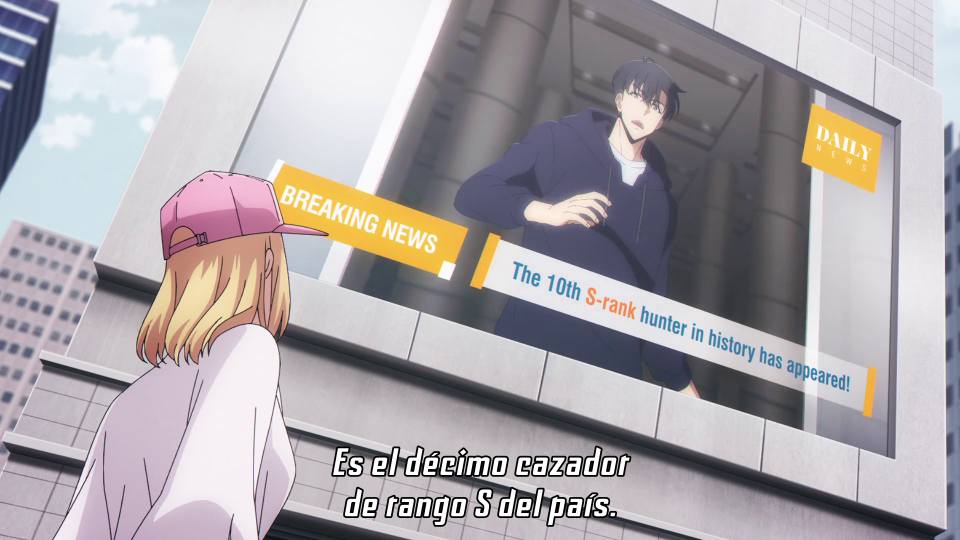 DAILY
NEWS
BREAKING NEWS
The 10th S-rank hunter in history has appeared!
Es el décimo cazador
de rango S del país.